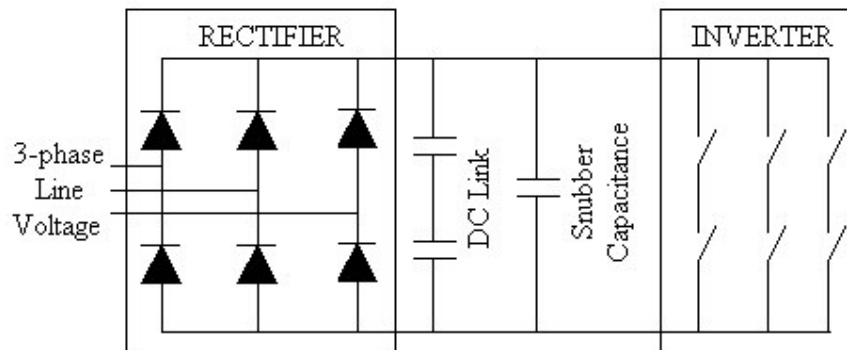 RECTIFIER
INVERTER
3-phase
Line
Voltage
DC Link
Snubber
Capacitance